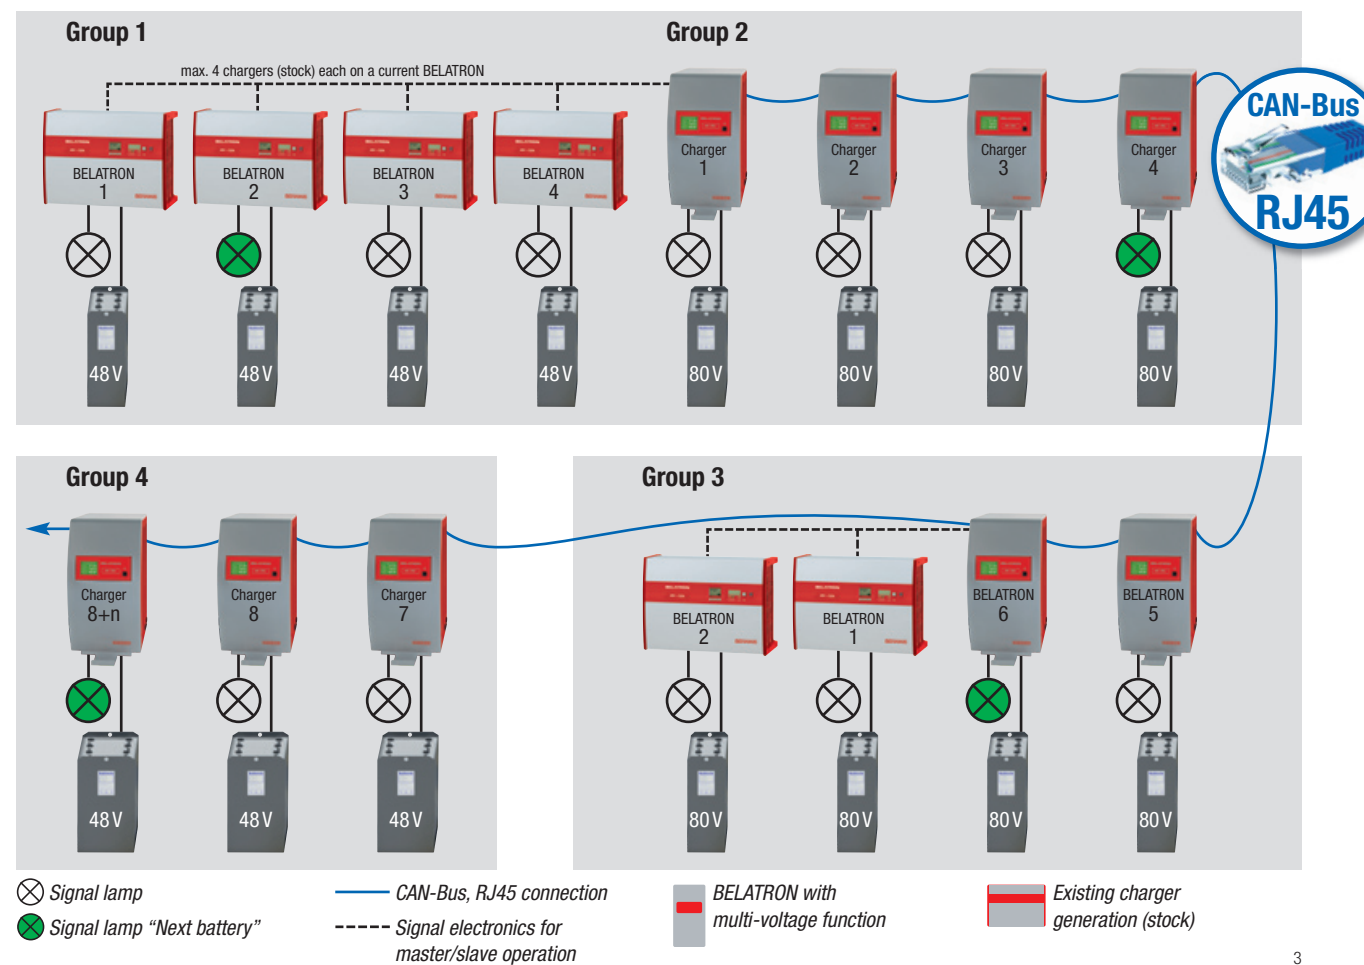 Group 1
Group 2
max. 4 chargers (stock) each on a current BELATRON
CAN-Bus
RJ45
BELATRON
1
BELATRON
2
BELATRON
3
BELATRON
4
Charger
1
Charger
2
Charger
3
Charger
4
48 V
48 V
48 V
48 V
80 V
80 V
80 V
80 V
Group 4
Group 3
Charger
8+n
Charger
8
Charger
7
BELATRON
2
BELATRON
1
BELATRON
6
BELATRON
5
48 V
48 V
48 V
80 V
80 V
80 V
80 V
Signal lamp
Signal lamp “Next battery”
CAN-Bus, RJ45 connection
Signal electronics for
master/slave operation
BELATRON with
multi-voltage function
Existing charger
generation (stock)
3